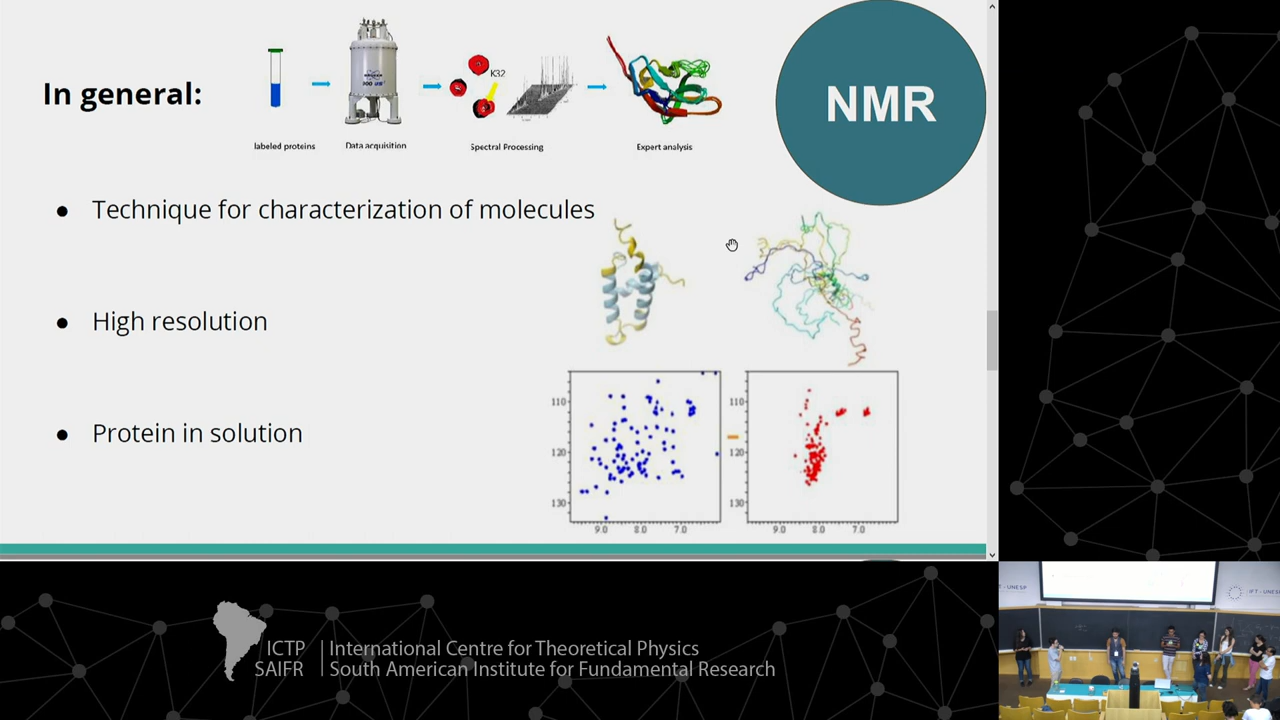 In general:
K32
labeled proteins
Data acquisition
Spectral Processing
Expert analysis
NMR
● Technique for characterization of molecules
● High resolution
● Protein in solution
110
120
130
9.0 8.0 7.0
110
120
130
9.0 8.0 7.0
ICTP International Centre for Theoretical Physics
SAIFR South American Institute for Fundamental Research
IFT - UNESP